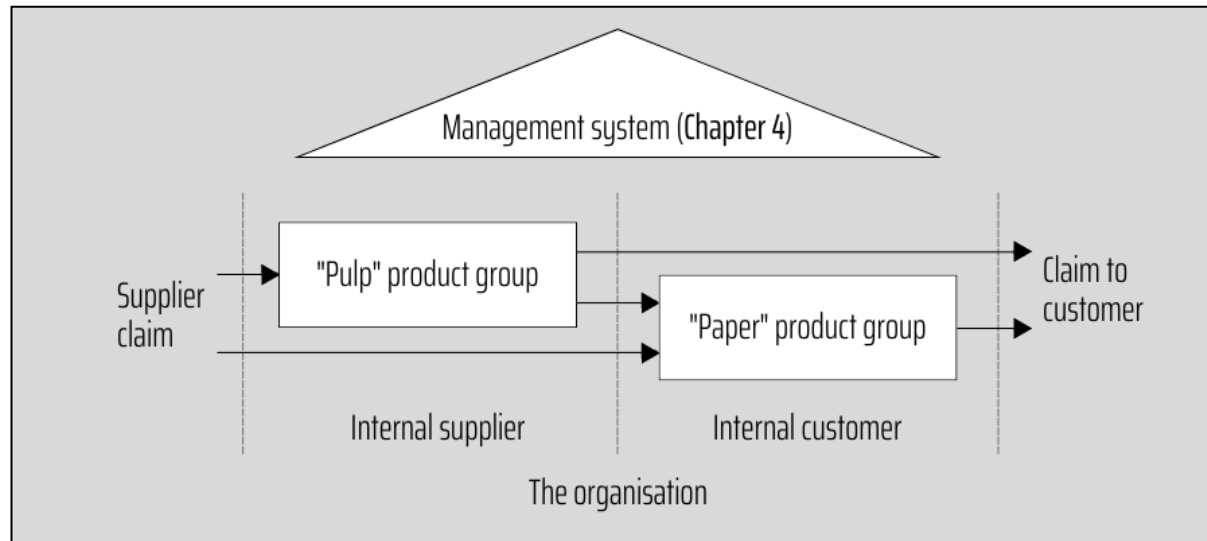 Management system (Chapter 4)
"Pulp" product group
Supplier
claim
"Paper" product group
Claim to
customer
Internal supplier
Internal customer
The organisation